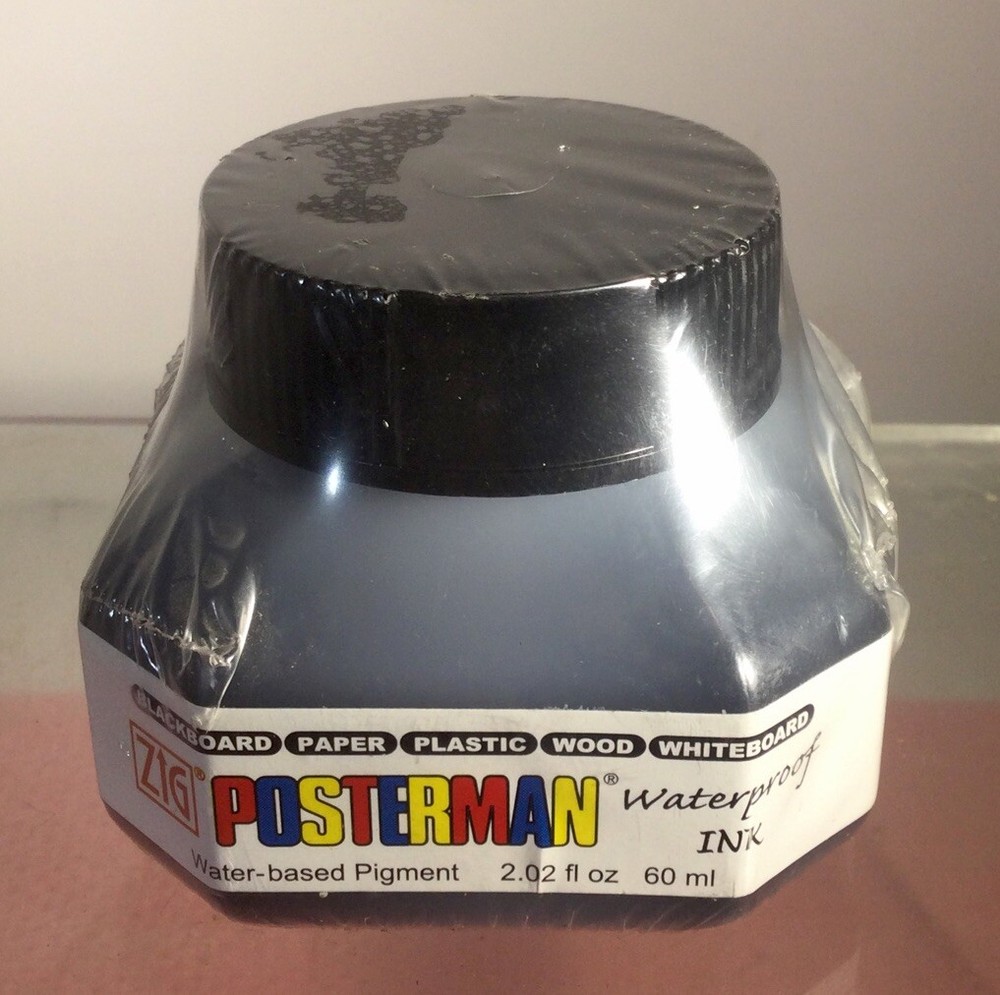 BLACKBOARD PAPER PLASTIC WOOD WHITEBOARD
ZIG®
POSTERMAN® Waterproof
INK
Water-based Pigment 2.02 fl oz 60 ml